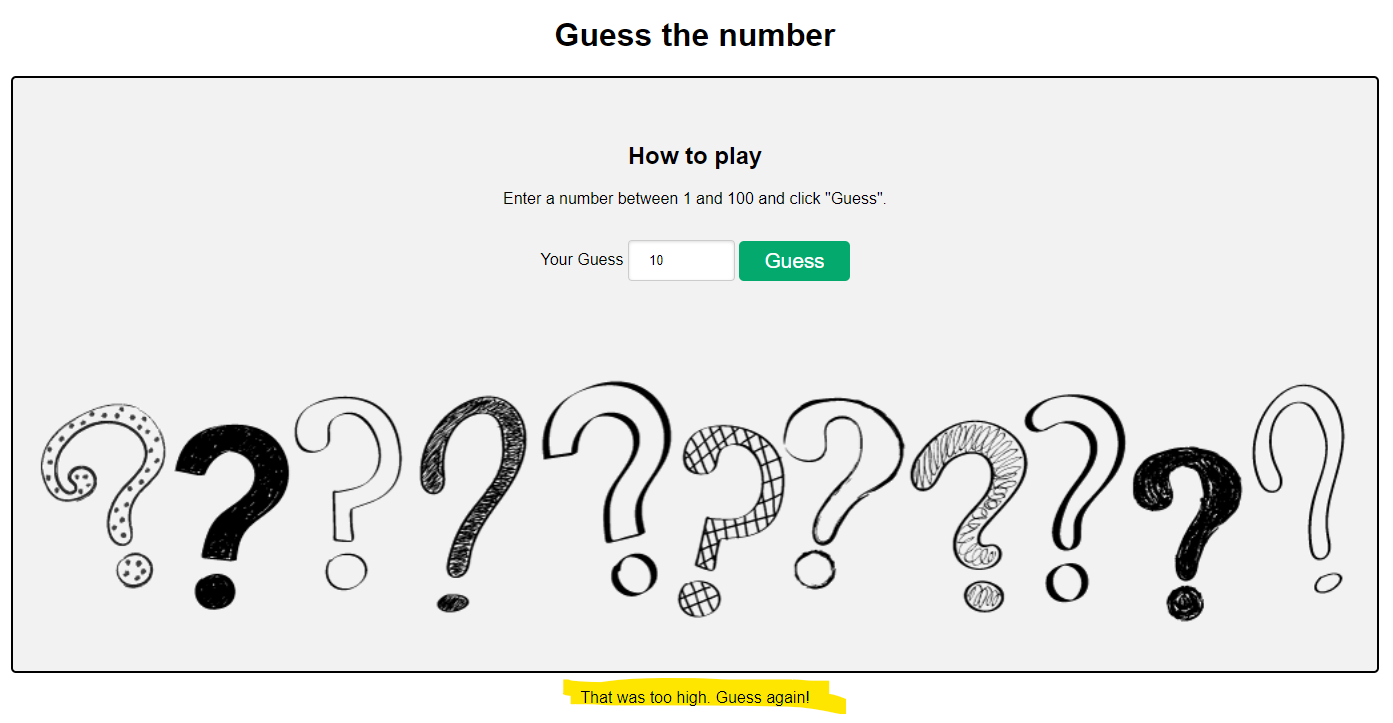 Guess the number
How to play
Enter a number between 1 and 100 and click "Guess".
Your Guess 10 Guess
That was too high. Guess again!